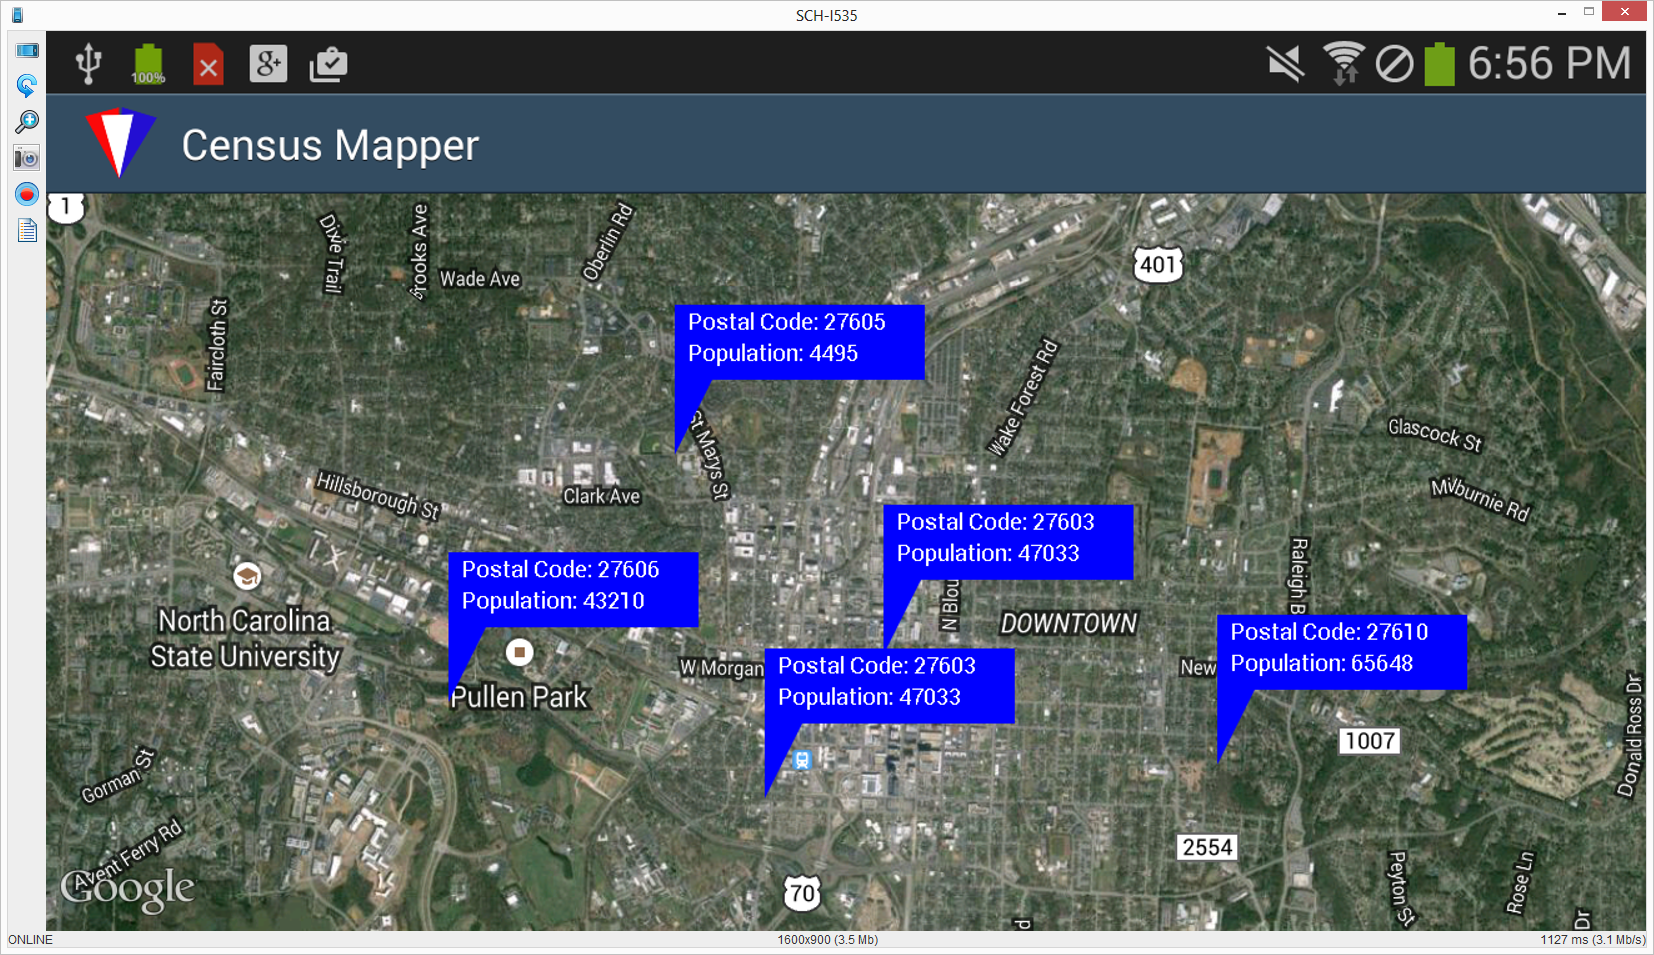 SCH-I535
100%
6:56 PM
Census Mapper
1
Dixie Trail
Brooks Ave
Oberlin Rd
Wade Ave
401
Faircloth St
Postal Code: 27605
Population: 4495
Wake Forest Rd
St Marys St
Glascock St
Hillsborough St
Clark Ave
Milburnie Rd
Postal Code: 27603
Population: 47033
Postal Code: 27606
Population: 43210
Raleigh B
N Blou
North Carolina
State University
DOWNTOWN
Postal Code: 27610
Population: 65648
W Morgan
Postal Code: 27603
Population: 47033
New
Pullen Park
1007
Donald Ross Dr
Gorman St
Avent Ferry Rd
2554
Google
70
Peyton St
Rose Ln
Dr
ONLINE
1600x900 (3.5 Mb)
1127 ms (3.1 Mb/s)